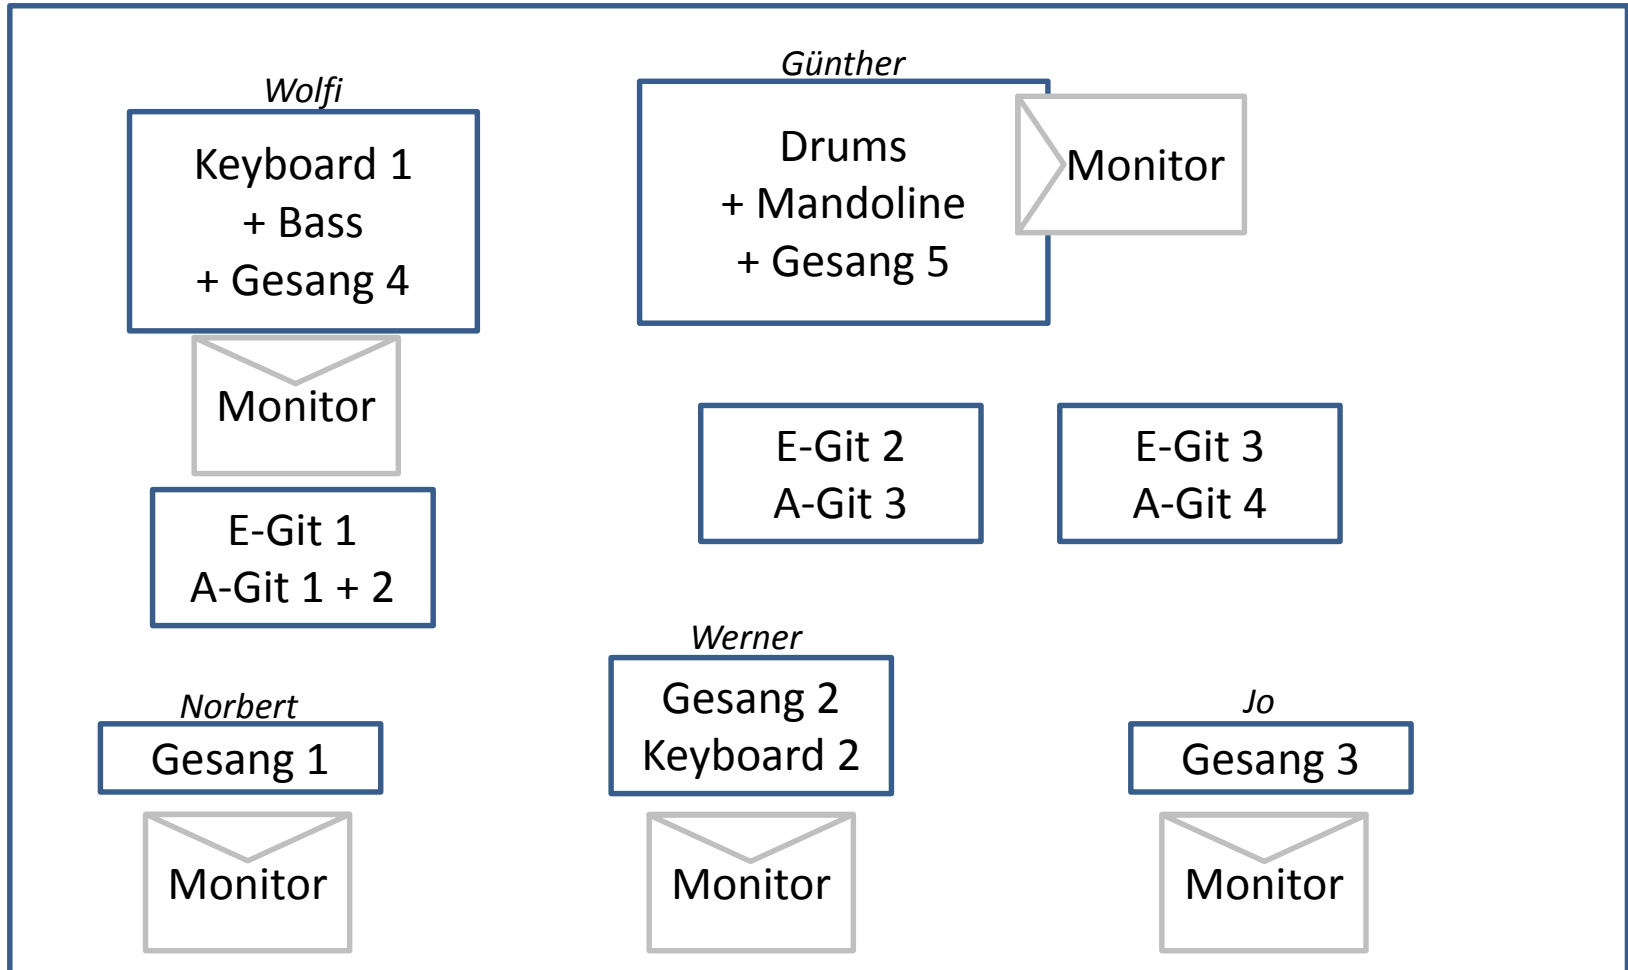 Wolfi
Keyboard 1
+ Bass
+ Gesang 4
Monitor
Günther
Drums
+ Mandoline
+ Gesang 5
Monitor
E-Git 1
A-Git 1 + 2
E-Git 2
A-Git 3
E-Git 3
A-Git 4
Norbert
Gesang 1
Monitor
Werner
Gesang 2
Keyboard 2
Monitor
Jo
Gesang 3
Monitor